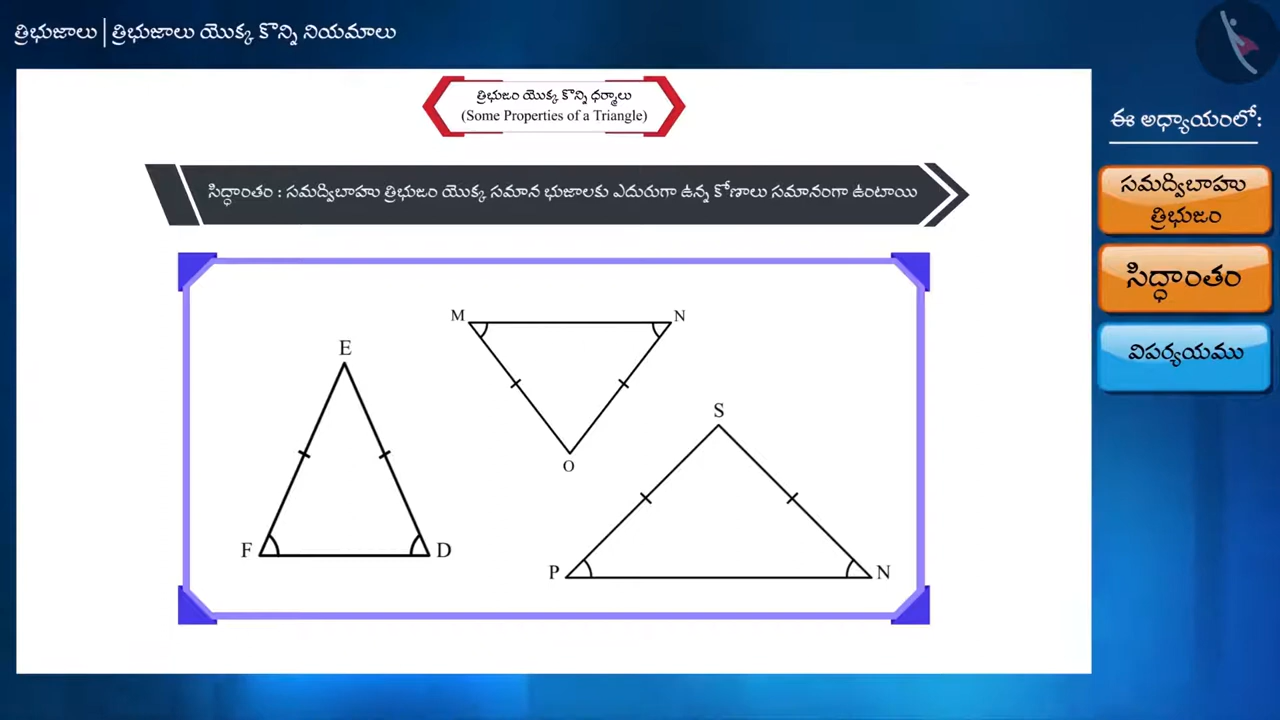 త్రిభుజాలు | త్రిభుజాలు యొక్క కొన్ని నియమాలు
త్రిభుజం యొక్క కొన్ని ధర్మాలు
(Some Properties of a Triangle)
సిద్ధాంతం : సమద్విబాహు త్రిభుజం యొక్క సమాన భుజాలకు ఎదురుగా ఉన్న కోణాలు సమానంగా ఉంటాయి
M
N
E
O
S
F
D
P
N
ఈ అధ్యాయంలో:
సమద్విబాహు
త్రిభుజం
సిద్ధాంతం
విపర్యయము